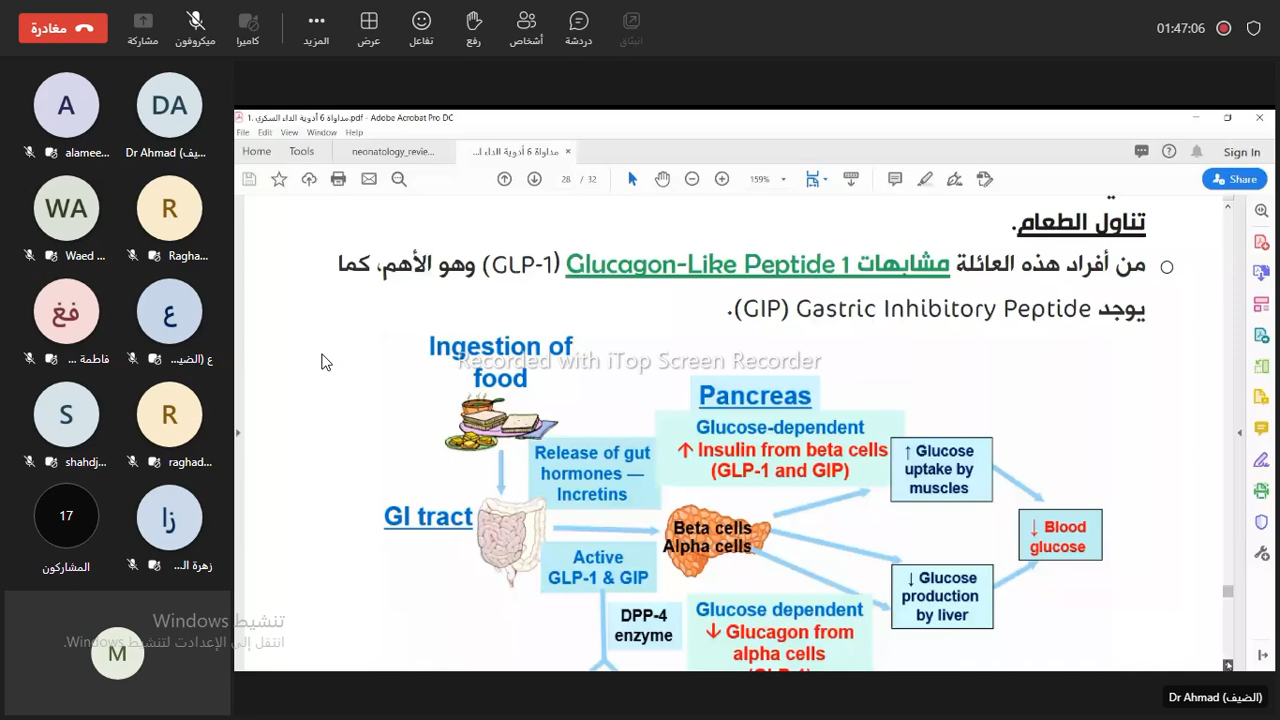 مغادرة
مشاركة
ميكروفون
كاميرا
المزيد
عرض
تفاعل
رفع
أشخاص
دردشة
انبثاق
01:47:06
A
alamee...
DA
Dr Ahmad (ضيف...
WA
Waed ...
R
Ragha...
فغ
فاطمة ...
ع
ع (الضيـ...
S
shahdj...
R
raghad...
17
المشاركون
زا
زهرة الـ...
M
تنشيط Windows
انتقل إلى الإعدادت لتنشيط Windows.
1. مداواة 6 أدوية الداء السكري.pdf - Adobe Acrobat Pro DC
File Edit View Window Help
Home Tools neonatology_revie... مداواة 6 أدوية الداء ا... × Sign In
28 / 32 159% Share
تناول الطعام.
من أفراد هذه العائلة مشابهات Glucagon-Like Peptide 1 (GLP-1) وهو الأهم، كما
يوجد Gastric Inhibitory Peptide (GIP).
Recorded with iTop Screen Recorder
Ingestion of
food
Pancreas
Glucose-dependent
↑ Insulin from beta cells
(GLP-1 and GIP)
Release of gut
hormones —
Incretins
↑ Glucose
uptake by
muscles
GI tract
Beta cells
Alpha cells
↓ Blood
glucose
Active
GLP-1 & GIP
↓ Glucose
production
by liver
DPP-4
enzyme
Glucose dependent
↓ Glucagon from
alpha cells
(GLP-1)
Dr Ahmad (الضيف)